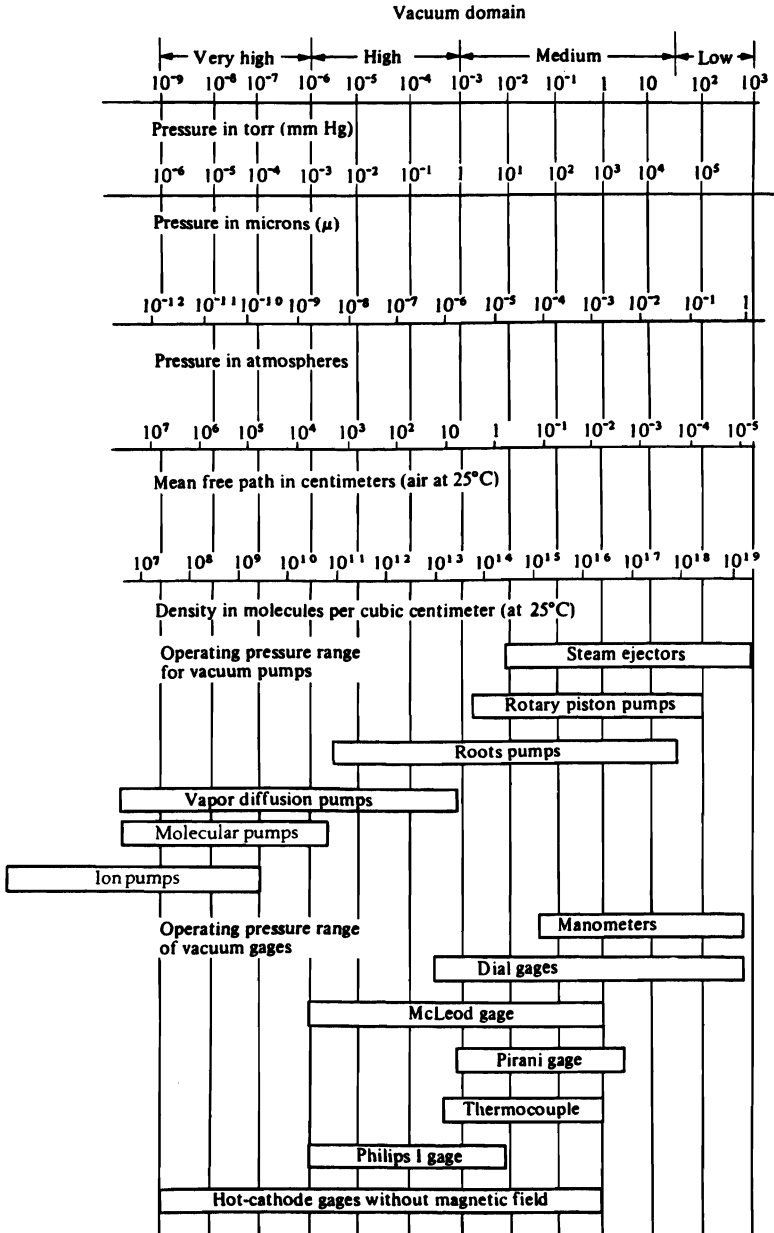 Vacuum domain
Very high High Medium Low
10⁻⁹ 10⁻⁸ 10⁻⁷ 10⁻⁶ 10⁻⁵ 10⁻⁴ 10⁻³ 10⁻² 10⁻¹ 1 10 10² 10³
Pressure in torr (mm Hg)
10⁻⁶ 10⁻⁵ 10⁻⁴ 10⁻³ 10⁻² 10⁻¹ 1 10¹ 10² 10³ 10⁴ 10⁵
Pressure in microns (μ)
10⁻¹² 10⁻¹¹ 10⁻¹⁰ 10⁻⁹ 10⁻⁸ 10⁻⁷ 10⁻⁶ 10⁻⁵ 10⁻⁴ 10⁻³ 10⁻² 10⁻¹ 1
Pressure in atmospheres
10⁷ 10⁶ 10⁵ 10⁴ 10³ 10² 10 1 10⁻¹ 10⁻² 10⁻³ 10⁻⁴ 10⁻⁵
Mean free path in centimeters (air at 25°C)
10⁷ 10⁸ 10⁹ 10¹⁰ 10¹¹ 10¹² 10¹³ 10¹⁴ 10¹⁵ 10¹⁶ 10¹⁷ 10¹⁸ 10¹⁹
Density in molecules per cubic centimeter (at 25°C)
Operating pressure range
for vacuum pumps
Steam ejectors
Rotary piston pumps
Roots pumps
Vapor diffusion pumps
Molecular pumps
Ion pumps
Operating pressure range
of vacuum gages
Manometers
Dial gages
McLeod gage
Pirani gage
Thermocouple
Philips I gage
Hot-cathode gages without magnetic field